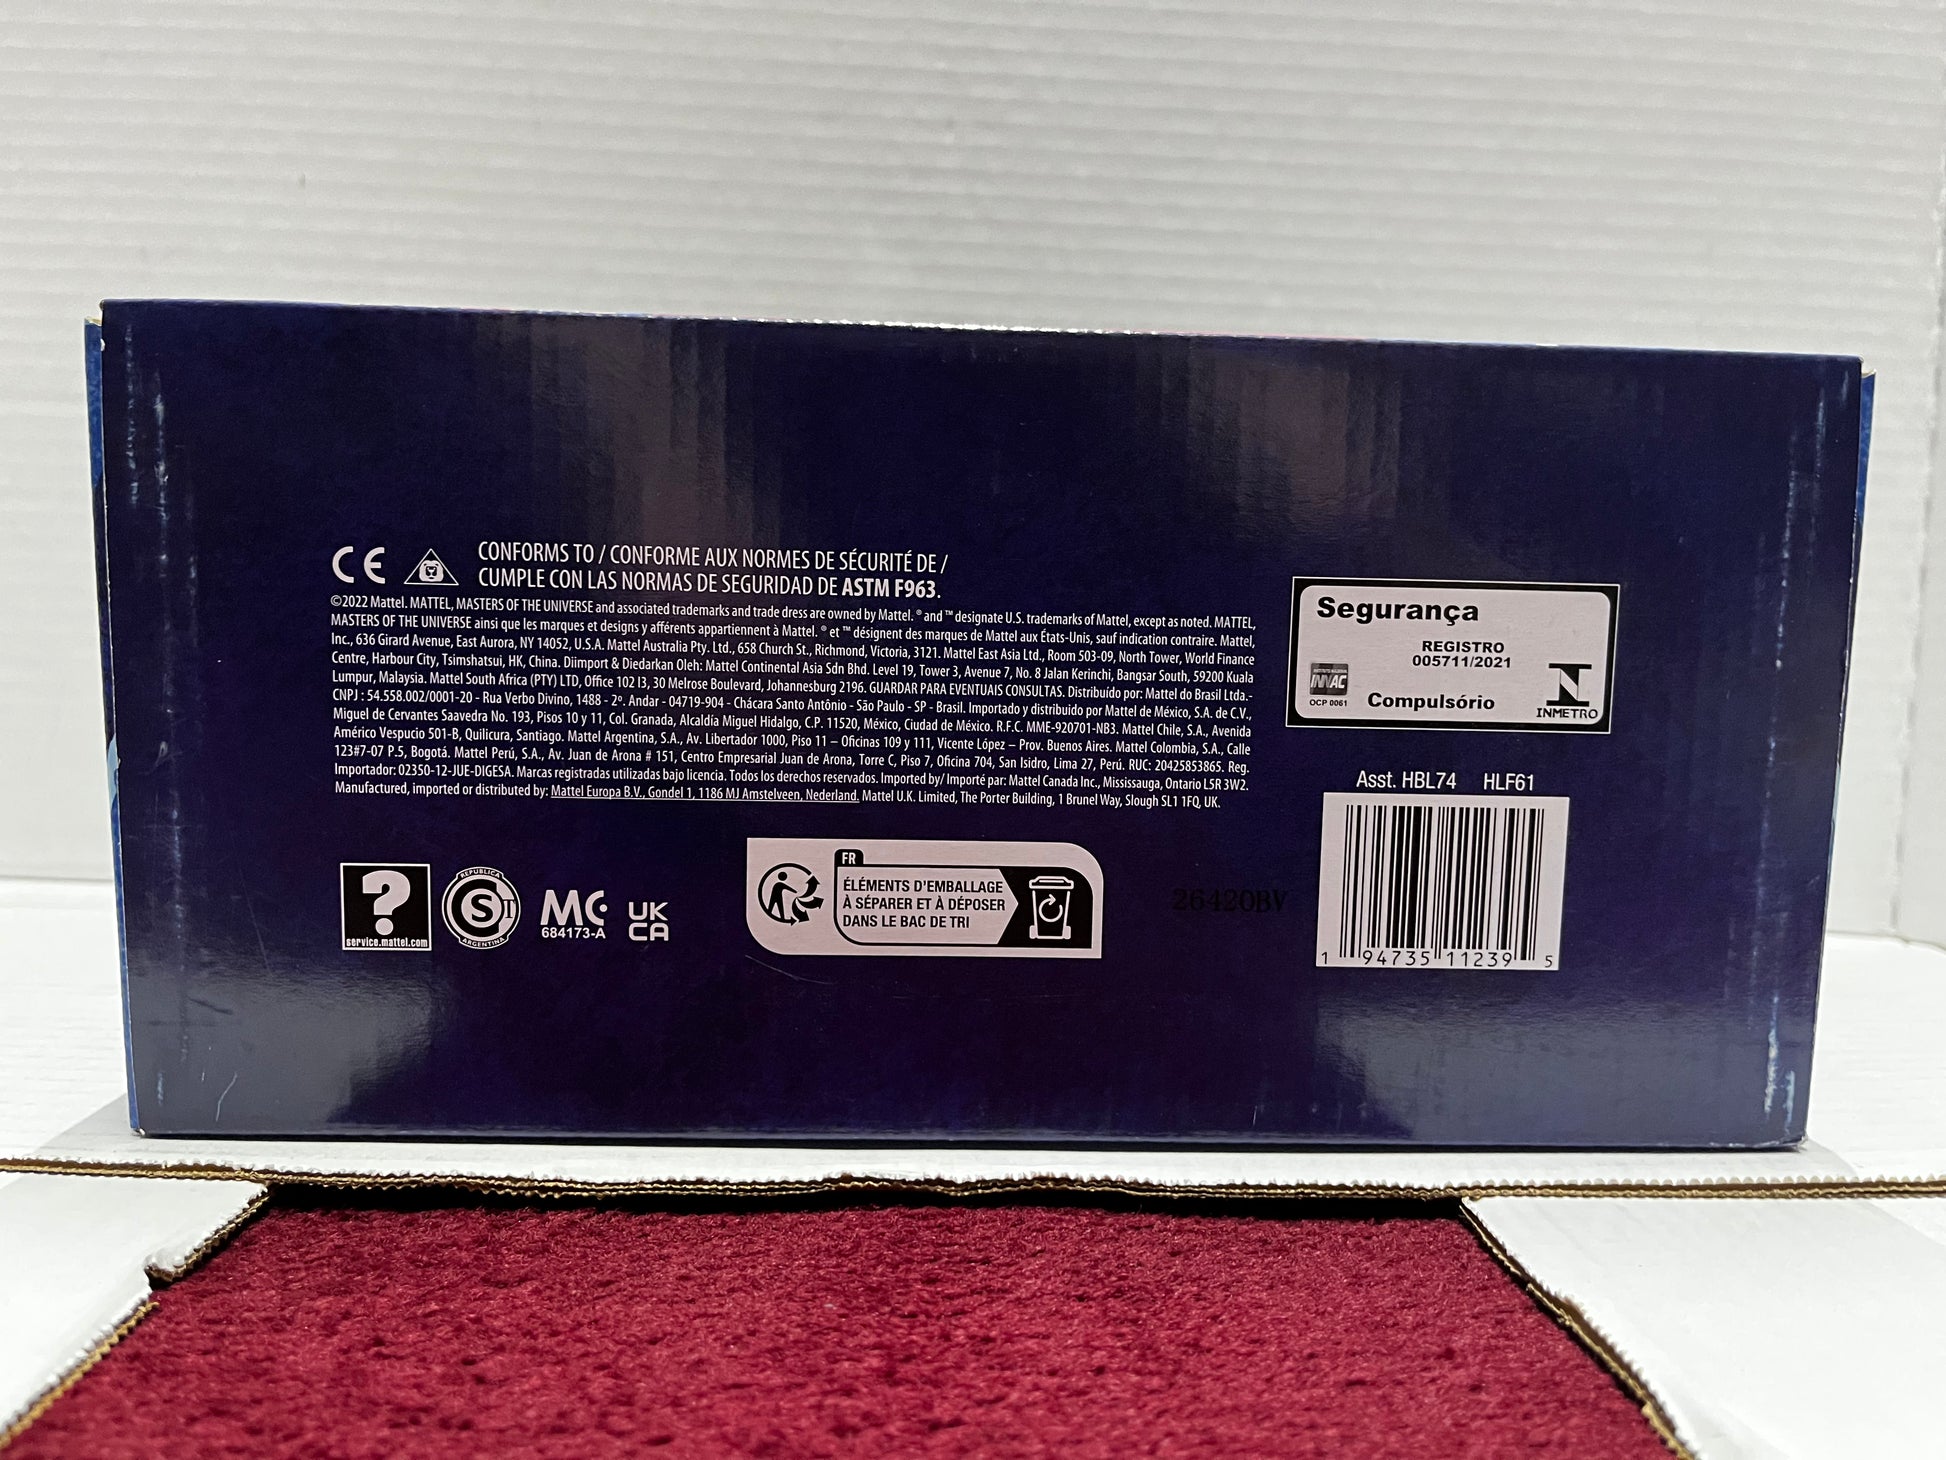 CE
CONFORMS TO / CONFORME AUX NORMES DE SÉCURITÉ DE /
CUMPLE CON LAS NORMAS DE SEGURIDAD DE ASTM F963.
©2022 Mattel. MATTEL, MASTERS OF THE UNIVERSE and associated trademarks and trade dress are owned by Mattel. ® and ™ designate U.S. trademarks of Mattel, except as noted. MATTEL,
MASTERS OF THE UNIVERSE ainsi que les marques et designs y afférents appartiennent à Mattel. ® et ™ désignent des marques de Mattel aux États-Unis, sauf indication contraire. Mattel,
Inc., 636 Girard Avenue, East Aurora, NY 14052, U.S.A. Mattel Australia Pty. Ltd., 658 Church St., Richmond, Victoria, 3121. Mattel East Asia Ltd., Room 503-09, North Tower, World Finance
Centre, Harbour City, Tsimshatsui, HK, China. Diimport & Diedarkan Oleh: Mattel Continental Asia Sdn Bhd. Level 19, Tower 3, Avenue 7, No. 8 Jalan Kerinchi, Bangsar South, 59200 Kuala
Lumpur, Malaysia. Mattel South Africa (PTY) LTD, Office 102 I3, 30 Melrose Boulevard, Johannesburg 2196. GUARDAR PARA EVENTUAIS CONSULTAS. Distribuído por: Mattel do Brasil Ltda.-
CNPJ : 54.558.002/0001-20 - Rua Verbo Divino, 1488 - 2º. Andar - 04719-904 - Chácara Santo Antônio - São Paulo - SP - Brasil. Importado y distribuido por Mattel de México, S.A. de C.V.,
Miguel de Cervantes Saavedra No. 193, Pisos 10 y 11, Col. Granada, Alcaldía Miguel Hidalgo, C.P. 11520, México, Ciudad de México. R.F.C. MME-920701-NB3. Mattel Chile, S.A., Avenida
Américo Vespucio 501-B, Quilicura, Santiago. Mattel Argentina, S.A., Av. Libertador 1000, Piso 11 – Oficinas 109 y 111, Vicente López – Prov. Buenos Aires. Mattel Colombia, S.A., Calle
123#7-07 P.5, Bogotá. Mattel Perú, S.A., Av. Juan de Arona # 151, Centro Empresarial Juan de Arona, Torre C, Piso 7, Oficina 704, San Isidro, Lima 27, Perú. RUC: 20425853865. Reg.
Importador: 02350-12-JUE-DIGESA. Marcas registradas utilizadas bajo licencia. Todos los derechos reservados. Imported by/ Importé par: Mattel Canada Inc., Mississauga, Ontario L5R 3W2.
Manufactured, imported or distributed by: Mattel Europa B.V., Gondel 1, 1186 MJ Amstelveen, Nederland. Mattel U.K. Limited, The Porter Building, 1 Brunel Way, Slough SL1 1FQ, UK.
?
service.mattel.com
REPUBLICA
S
ARGENTINA
MC
684173-A
UK
CA
FR
ÉLÉMENTS D'EMBALLAGE
À SÉPARER ET À DÉPOSER
DANS LE BAC DE TRI
26420BV
Segurança
REGISTRO
005711/2021
INNAC
OCP 0061
Compulsório
N
INMETRO
Asst. HBL74 HLF61
1 94735 11239 5